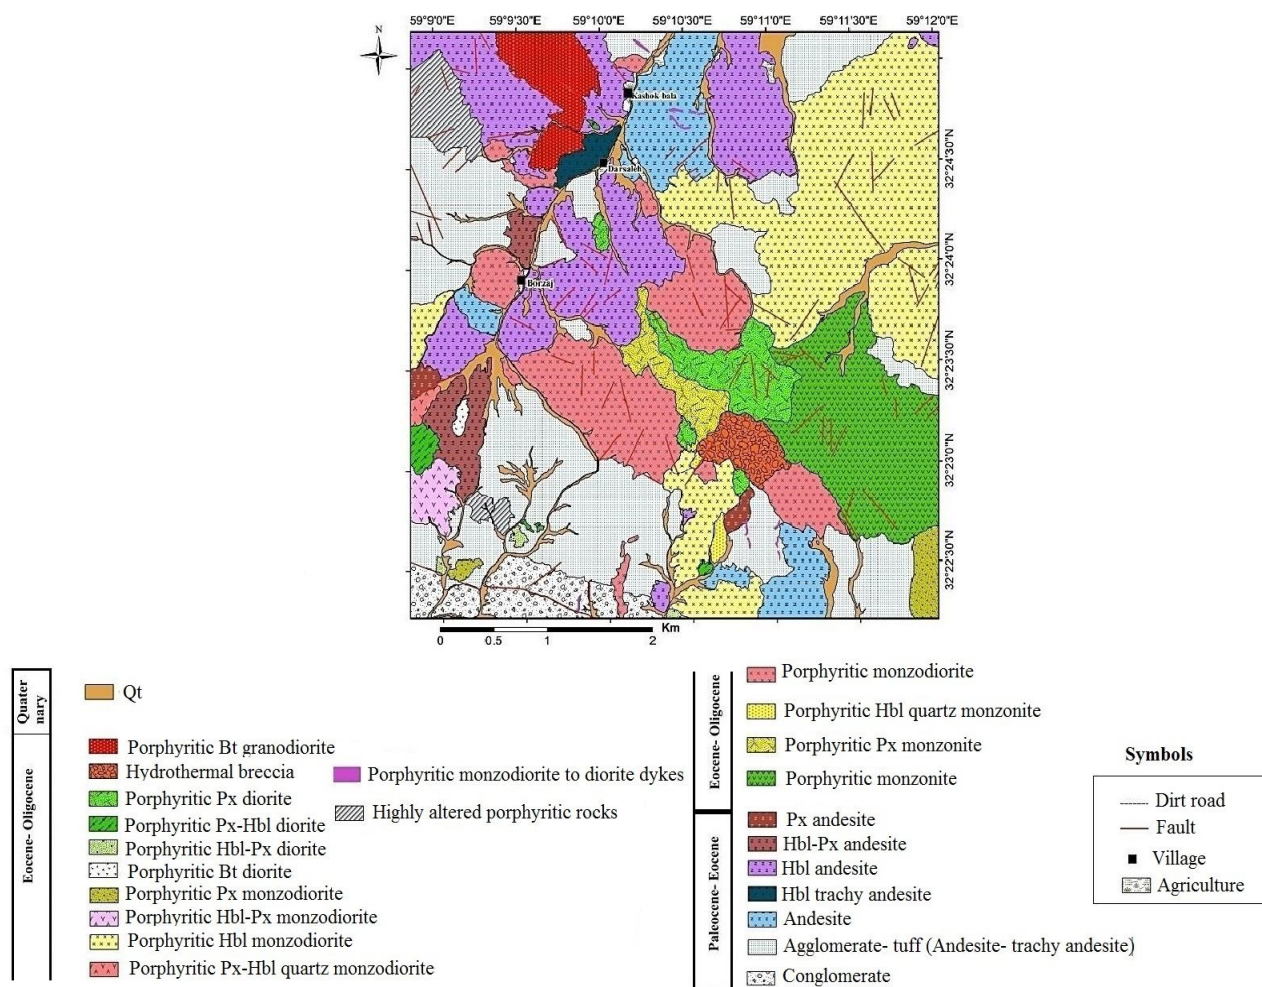 59°9'0"E 59°9'30"E 59°10'0"E 59°10'30"E 59°11'0"E 59°11'30"E 59°12'0"E
N
Kashok-bala
32°24'30"N
Darsaleh
32°24'0"N
Borzaj
32°23'30"N
32°23'0"N
32°22'30"N
Km
0 0.5 1 2
Quater
nary
Qt
Eocene- Oligocene
Porphyritic Bt granodiorite
Hydrothermal breccia
Porphyritic Px diorite
Porphyritic Px-Hbl diorite
Porphyritic Hbl-Px diorite
Porphyritic Bt diorite
Porphyritic Px monzodiorite
Porphyritic Hbl-Px monzodiorite
Porphyritic Hbl monzodiorite
Porphyritic Px-Hbl quartz monzodiorite
Porphyritic monzodiorite to diorite dykes
Highly altered porphyritic rocks
Eocene- Oligocene
Porphyritic monzodiorite
Porphyritic Hbl quartz monzonite
Porphyritic Px monzonite
Porphyritic monzonite
Paleocene- Eocene
Px andesite
Hbl-Px andesite
Hbl andesite
Hbl trachy andesite
Andesite
Agglomerate- tuff (Andesite- trachy andesite)
Conglomerate
Symbols
Dirt road
Fault
Village
Agriculture